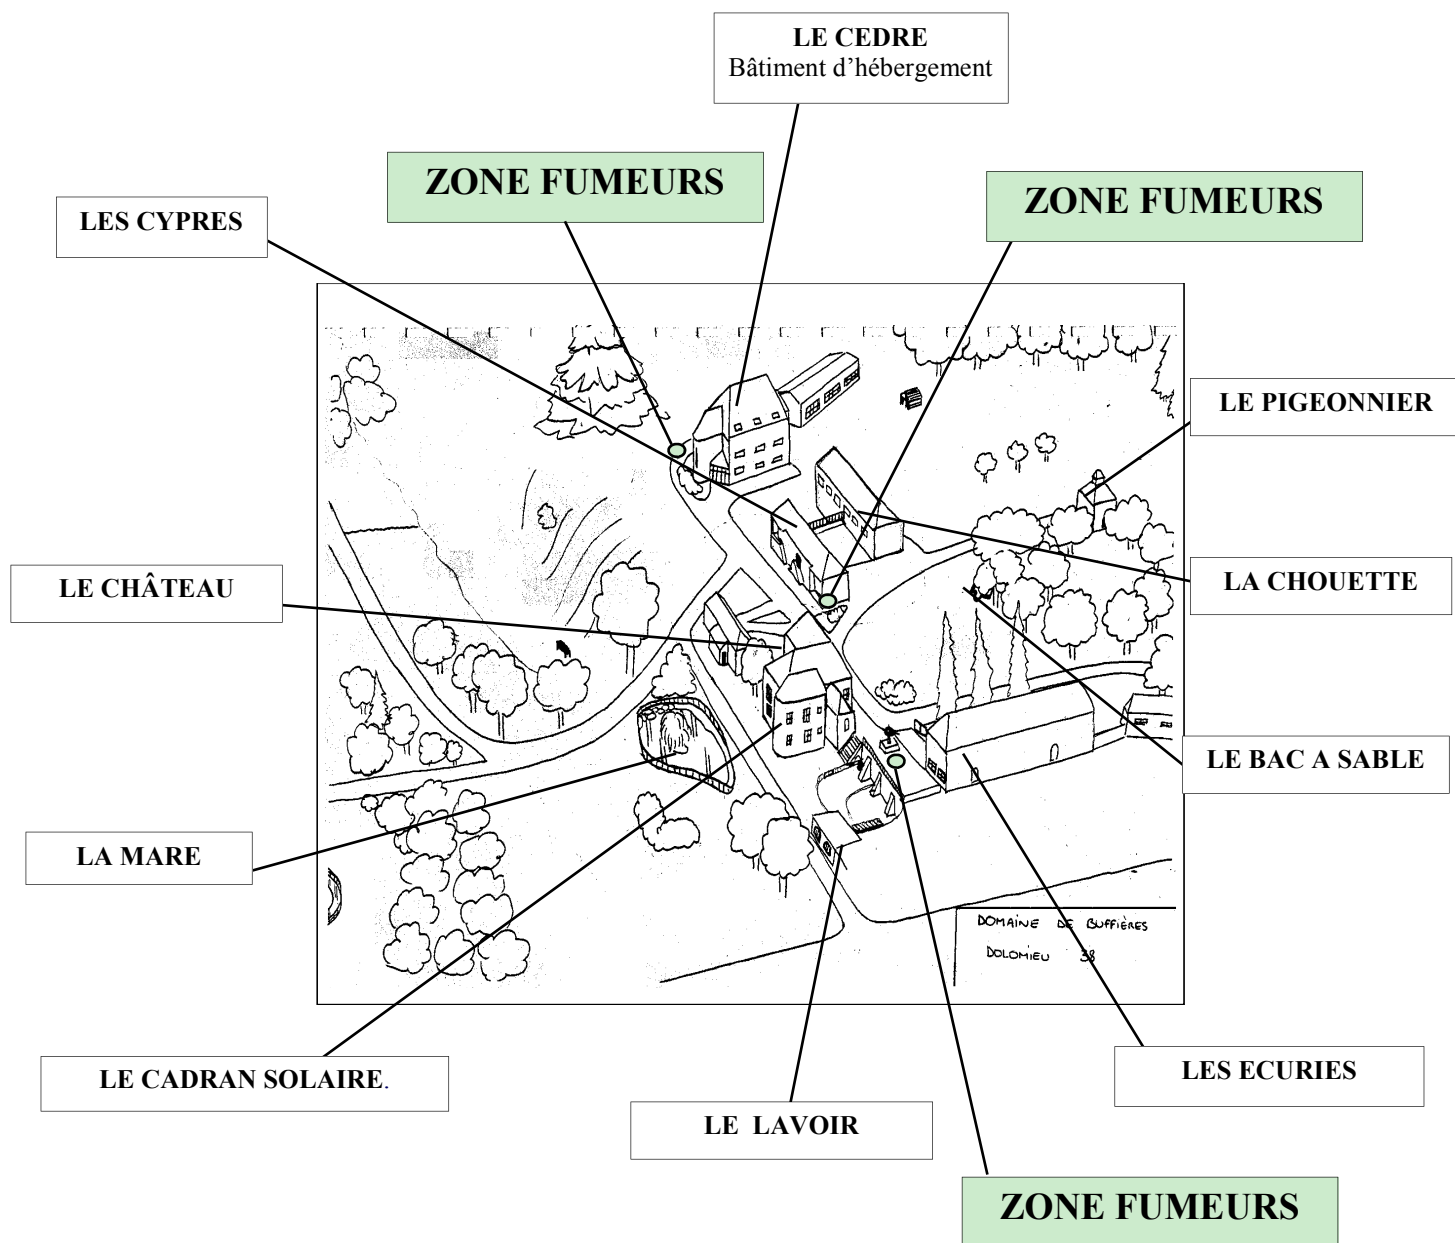 LE CEDRE
Bâtiment d’hébergement
ZONE FUMEURS
ZONE FUMEURS
LES CYPRES
LE PIGEONNIER
LE CHÂTEAU
LA CHOUETTE
LE BAC A SABLE
LA MARE
DOMAINE DE BUFFIÈRES
DOLOMIEU 38
LE CADRAN SOLAIRE.
LES ECURIES
LE LAVOIR
ZONE FUMEURS